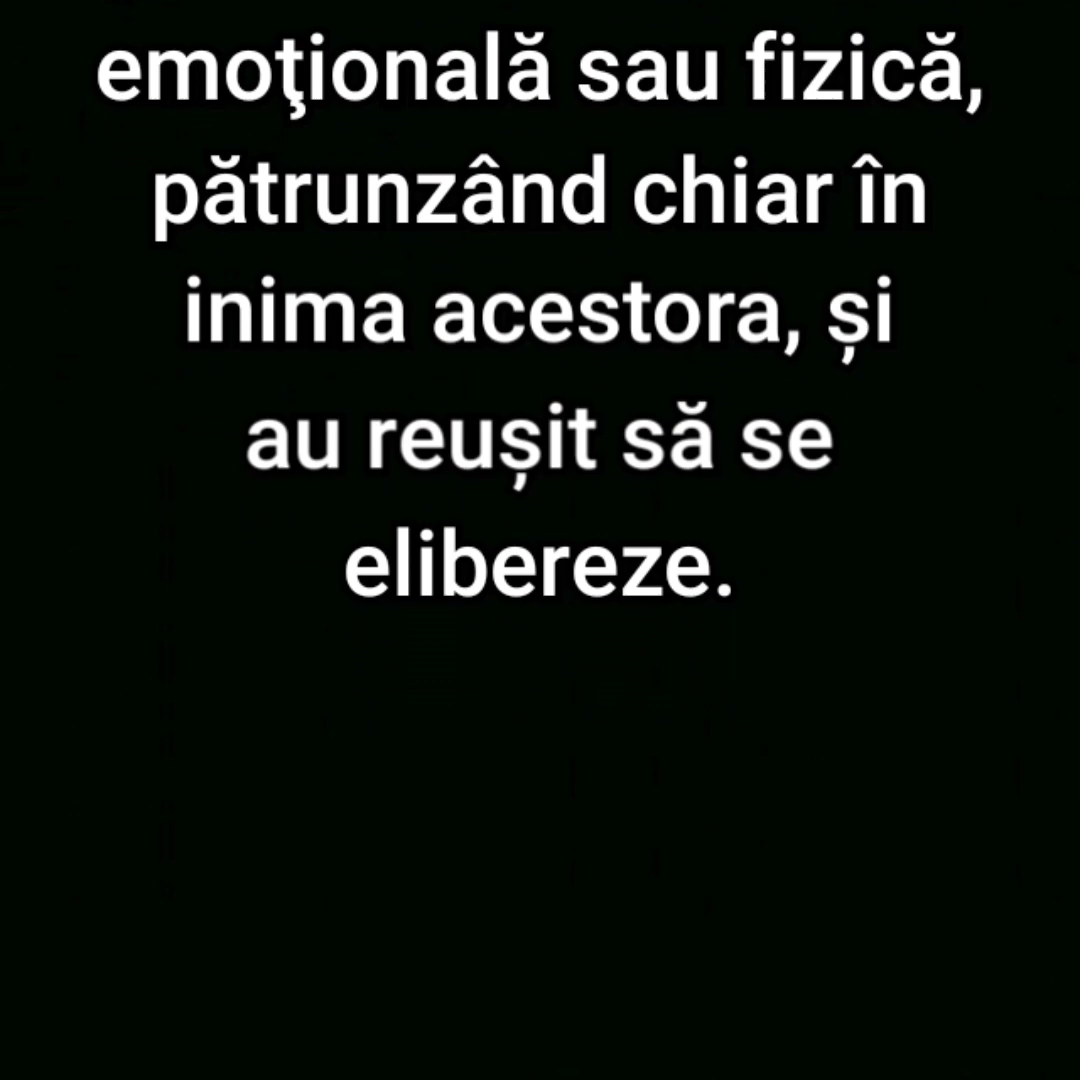 emoţională sau fizică,
pătrunzând chiar în
inima acestora, și
au reușit să se
elibereze.